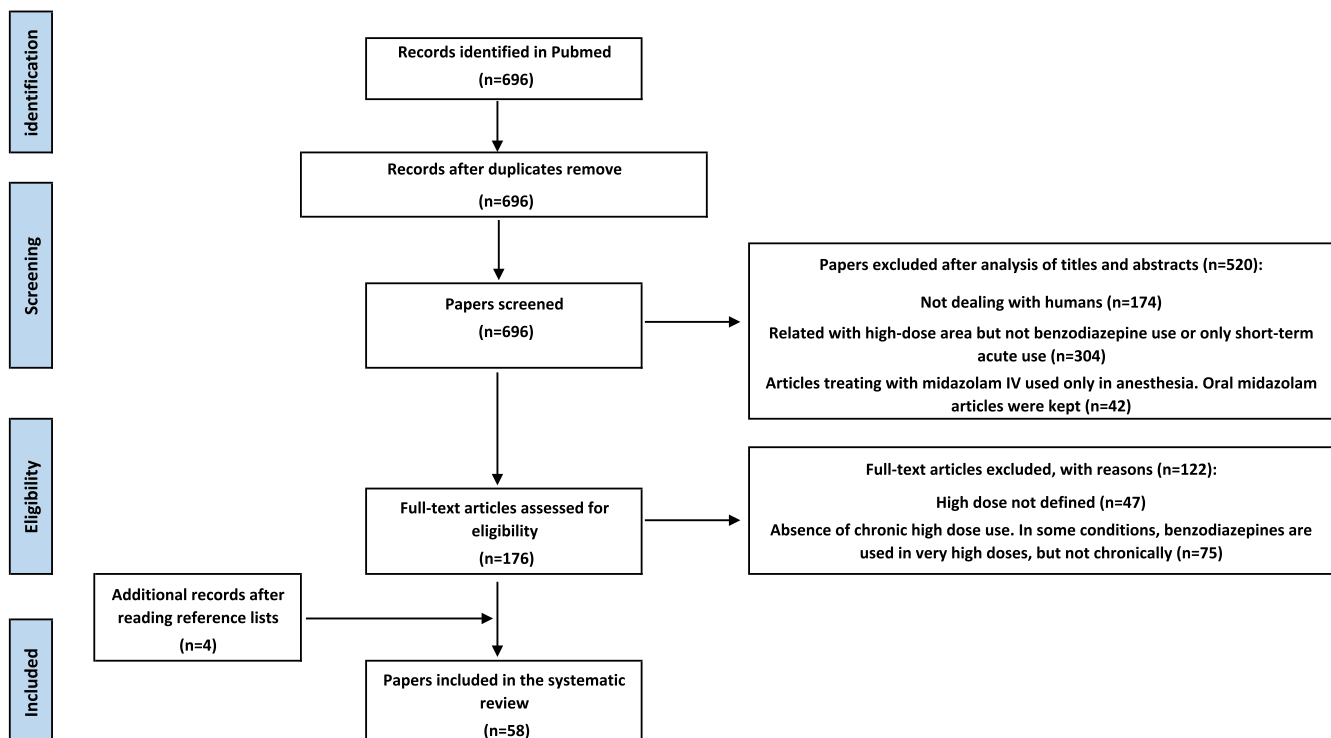 identification
Records identified in Pubmed
(n=696)
Records after duplicates remove
(n=696)
Screening
Papers screened
(n=696)
Papers excluded after analysis of titles and abstracts (n=520):
Not dealing with humans (n=174)
Related with high-dose area but not benzodiazepine use or only short-term
acute use (n=304)
Articles treating with midazolam IV used only in anesthesia. Oral midazolam
articles were kept (n=42)
Eligibility
Full-text articles assessed for
eligibility
(n=176)
Full-text articles excluded, with reasons (n=122):
High dose not defined (n=47)
Absence of chronic high dose use. In some conditions, benzodiazepines are
used in very high doses, but not chronically (n=75)
Additional records after
reading reference lists
(n=4)
Included
Papers included in the systematic
review
(n=58)